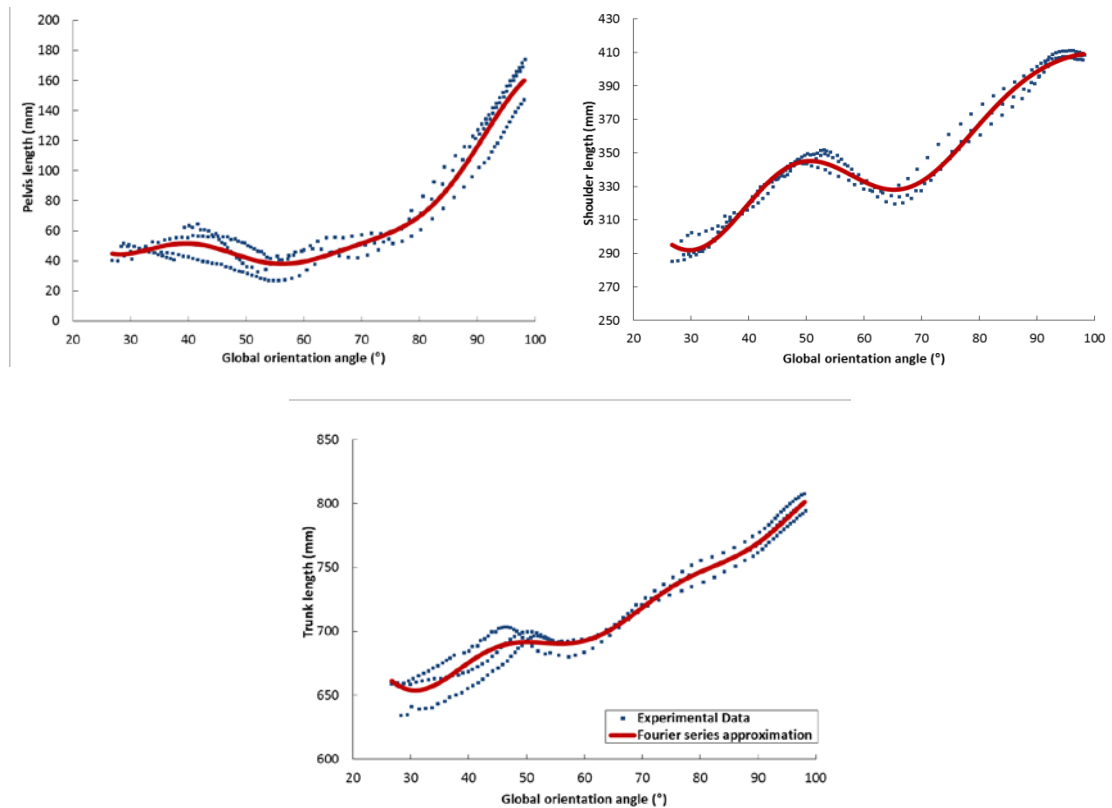 200
180
160
140
120
100
80
60
40
20
0
Pelvis length (mm)
20 30 40 50 60 70 80 90 100
Global orientation angle (°)
430
410
390
370
350
330
310
290
270
250
Shoulder length (mm)
20 30 40 50 60 70 80 90 100
Global orientation angle (°)
850
800
750
700
650
600
Trunk length (mm)
Experimental Data
Fourier series approximation
20 30 40 50 60 70 80 90 100
Global orientation angle (°)